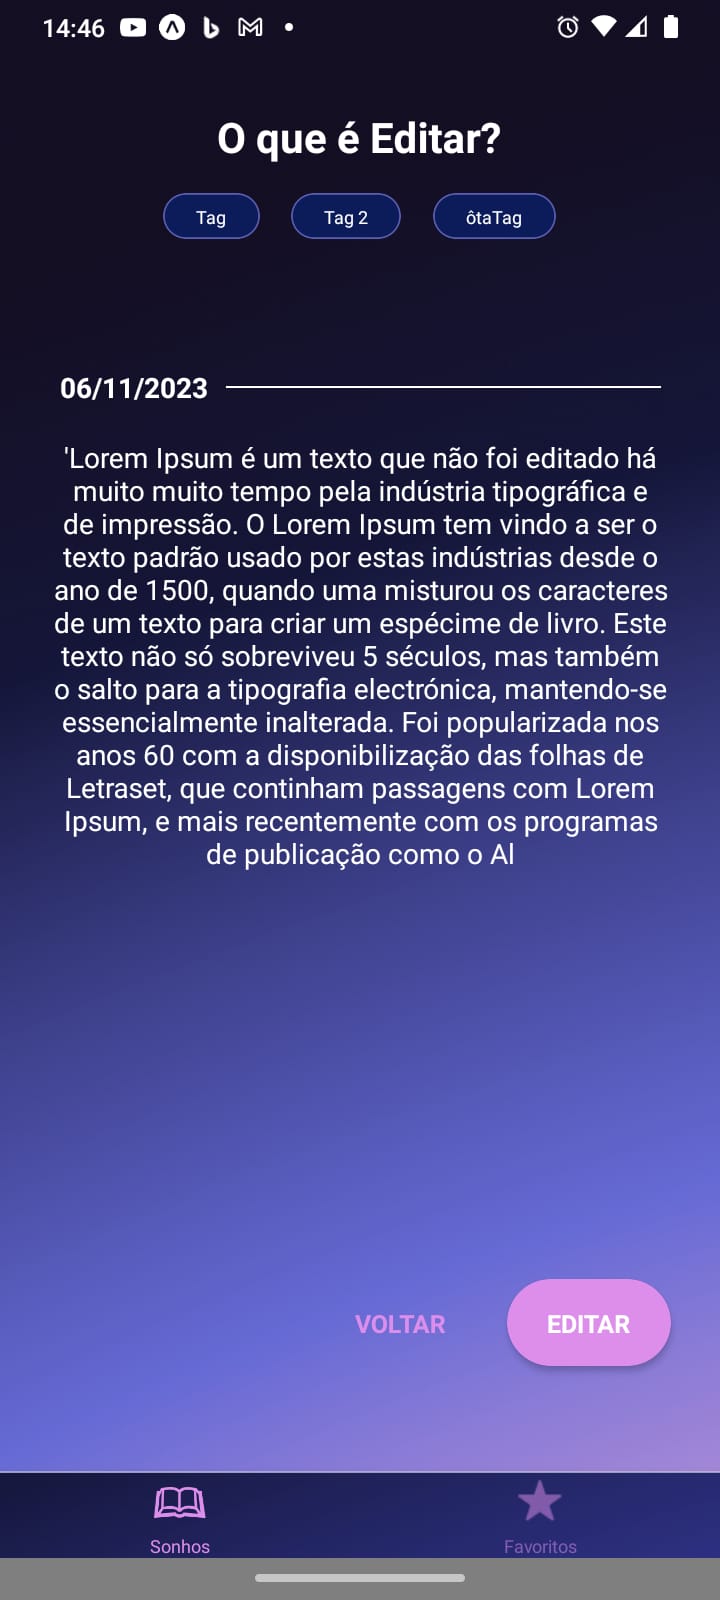 14:46
O que é Editar?
Tag Tag 2 ôtaTag
06/11/2023
'Lorem Ipsum é um texto que não foi editado há
muito muito tempo pela indústria tipográfica e
de impressão. O Lorem Ipsum tem vindo a ser o
texto padrão usado por estas indústrias desde o
ano de 1500, quando uma misturou os caracteres
de um texto para criar um espécime de livro. Este
texto não só sobreviveu 5 séculos, mas também
o salto para a tipografia electrónica, mantendo-se
essencialmente inalterada. Foi popularizada nos
anos 60 com a disponibilização das folhas de
Letraset, que continham passagens com Lorem
Ipsum, e mais recentemente com os programas
de publicação como o Al
VOLTAR EDITAR
Sonhos Favoritos